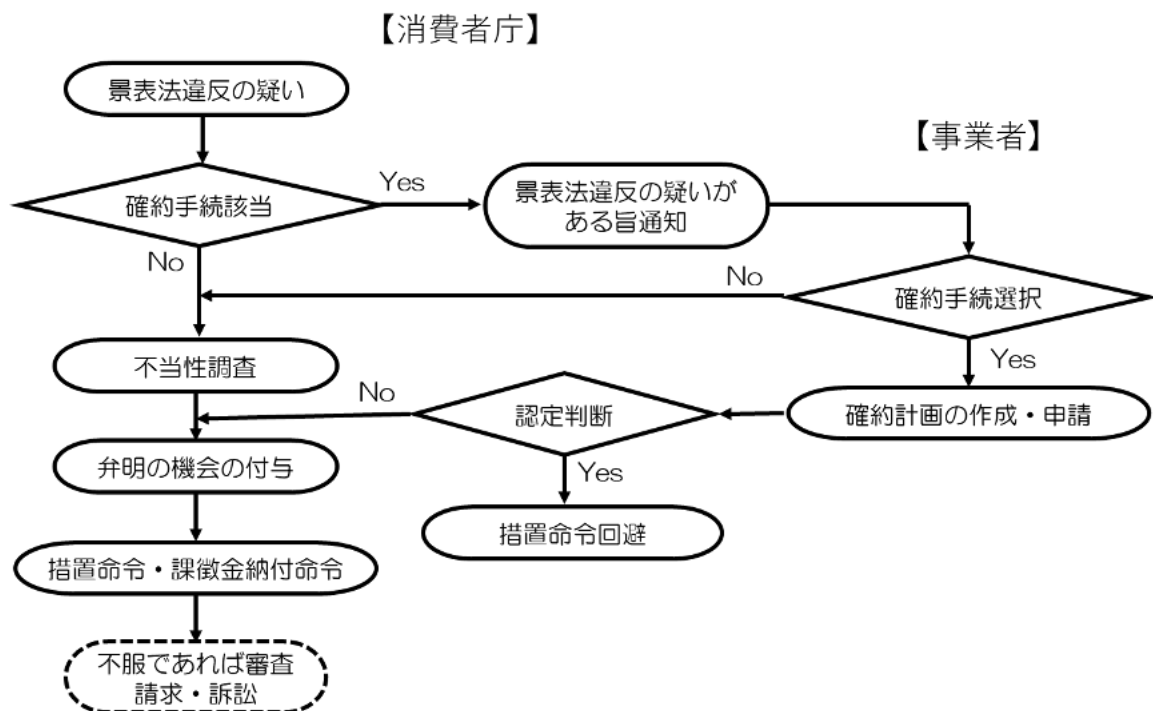 【消費者庁】
景表法違反の疑い
【事業者】
確約手続該当
Yes
景表法違反の疑いが
ある旨通知
No
No
確約手続選択
Yes
不当性調査
No
認定判断
確約計画の作成・申請
弁明の機会の付与
Yes
措置命令回避
措置命令・課徴金納付命令
不服であれば審査
請求・訴訟